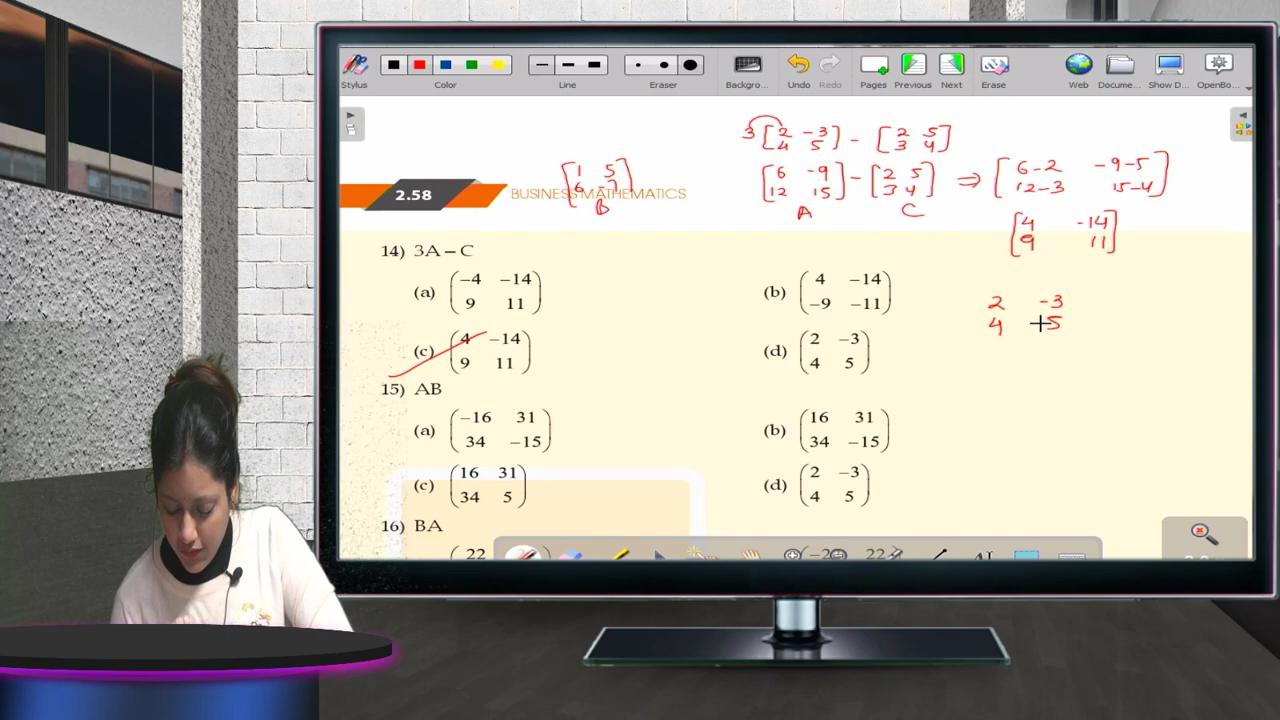 Stylus Color Line Eraser Backgro... Undo Redo Pages Previous Next Erase Web Docume... Show D... OpenBo...
3 [2 -3] - [2 5]
4 5 3 4
[1 5] [6 -9] - [2 5] ⇒ [6-2 -9-5]
12 15 3 4 12-3 15-4
2.58 BUSINESS MATHEMATICS
B A C
[4 -14]
9 11
14) 3A – C
(a) (−4 −14) (b) (4 −14)
9 11 −9 −11
2 -3
4 5
(c) (4 −14) (d) (2 −3)
9 11 4 5
15) AB
(a) (−16 31) (b) (16 31)
34 −15 34 −15
(c) (16 31) (d) (2 −3)
34 5 4 5
16) BA
22 22